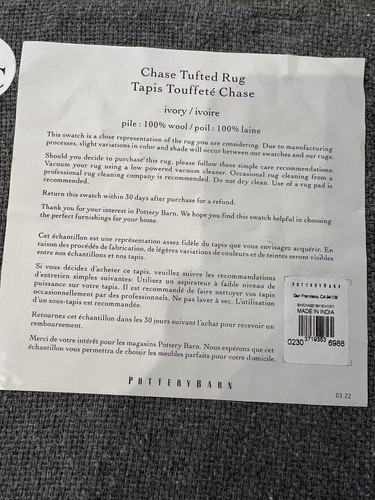 C
Chase Tufted Rug
Tapis Touffeté Chase
ivory / ivoire
pile : 100% wool / poil : 100% laine
This swatch is a close representation of the rug you are considering. Due to manufacturing
processes, slight variations in color and shade will occur between our swatches and our rugs.
Should you decide to purchase this rug, please follow these simple care recommendations:
Vacuum your rug using a low powered vacuum cleaner. Occasional rug cleaning from a
professional rug cleaning company is recommended. Do not dry clean. Use of a rug pad is
recommended.
Return this swatch within 30 days after purchase for a refund.
Thank you for your interest in Pottery Barn. We hope you find this swatch helpful in choosing
the perfect furnishings for your home.
Cet échantillon est une représentation assez fidèle du tapis que vous envisagez acquérir. En
raison des procédés de fabrication, de légères variations de couleur et de teinte seront visibles
entre nos échantillons et nos tapis.
Si vous décidez d'acheter ce tapis, veuillez suivre les recommandations
d'entretien simples suivantes: Utilisez un aspirateur à faible niveau de
puissance sur votre tapis. Il est recommandé de faire nettoyer vos tapis
occasionnellement par des professionnels. Ne pas laver à sec. L'utilisation
d'un sous-tapis est recommandée.
Retournez cet échantillon dans les 30 jours suivant l'achat pour recevoir un
remboursement.
Merci de votre intérêt pour les magasins Pottery Barn. Nous espérons que cet
échantillon vous permettra de choisir les meubles parfaits pour votre domicile.
POTTERYBARN
San Francisco, CA 94109
MADE IN INDIA
0230 3719383 6986
POTTERY BARN
03.22